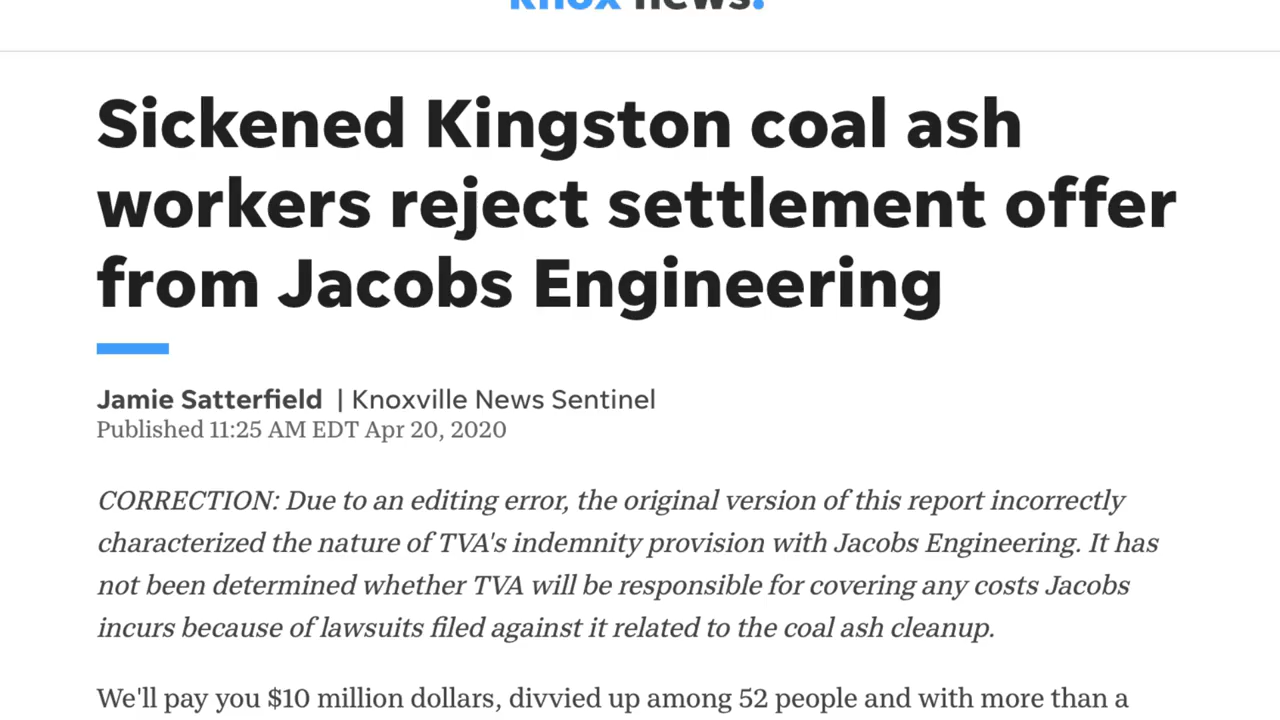 knox news.
Sickened Kingston coal ash
workers reject settlement offer
from Jacobs Engineering
Jamie Satterfield | Knoxville News Sentinel
Published 11:25 AM EDT Apr 20, 2020
CORRECTION: Due to an editing error, the original version of this report incorrectly
characterized the nature of TVA's indemnity provision with Jacobs Engineering. It has
not been determined whether TVA will be responsible for covering any costs Jacobs
incurs because of lawsuits filed against it related to the coal ash cleanup.
We'll pay you $10 million dollars, divvied up among 52 people and with more than a